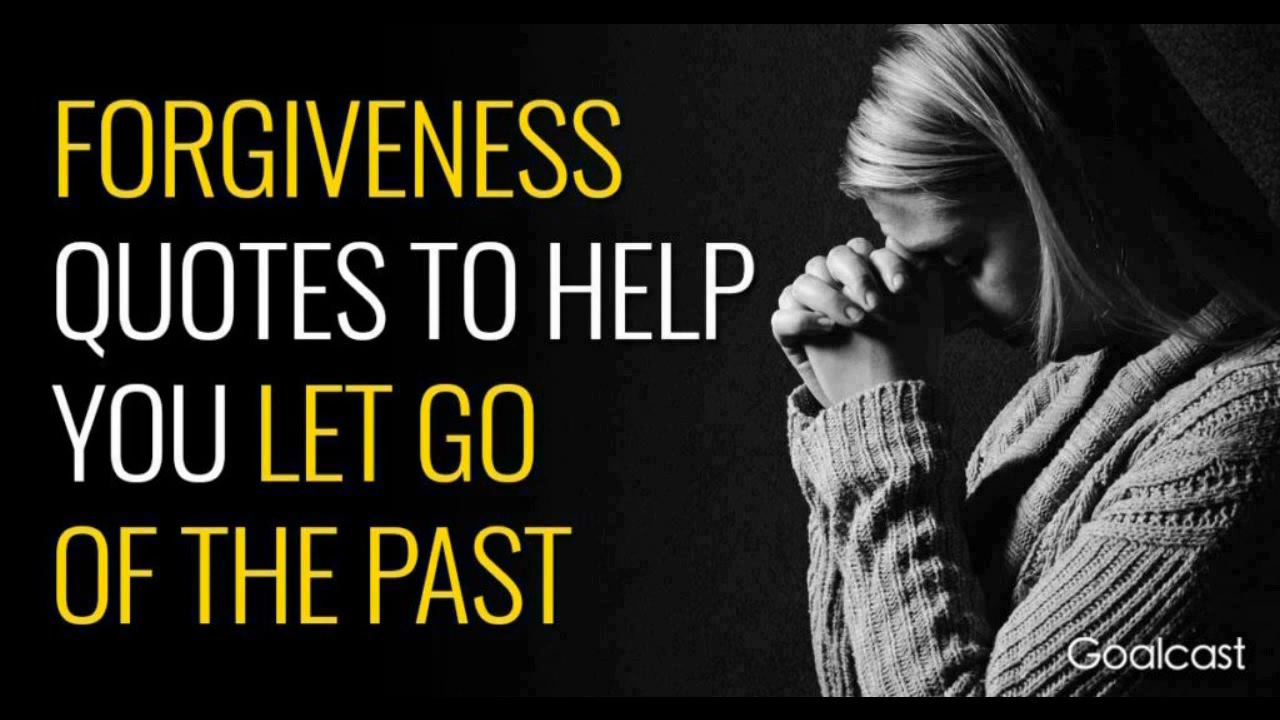 FORGIVENESS
QUOTES TO HELP
YOU LET GO
OF THE PAST
Goalcast